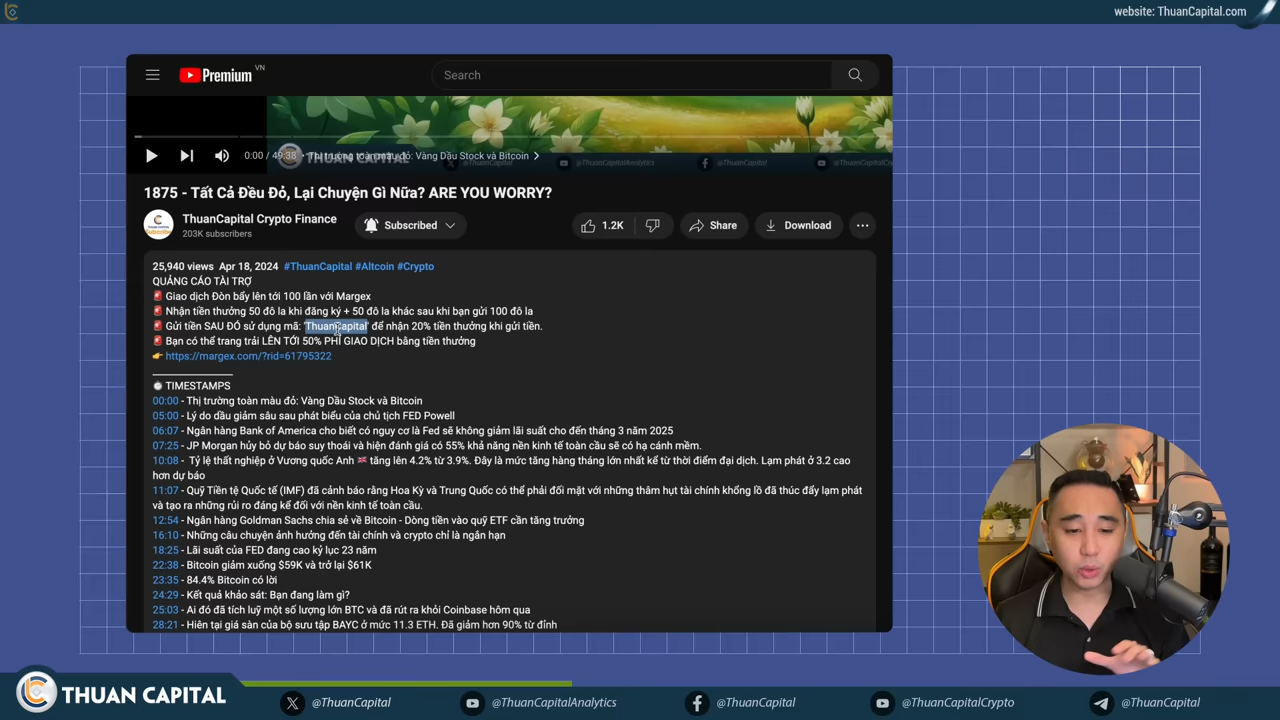 website: ThuanCapital.com
Premium VN
Search
0:00 / 49:38 • Thị trường toàn màu đỏ: Vàng Dầu Stock và Bitcoin
@ThuanCapitalAnalytics
@ThuanCapital
1875 - Tất Cả Đều Đỏ, Lại Chuyện Gì Nữa? ARE YOU WORRY?
ThuanCapital Crypto Finance
203K subscribers
Subscribed
1.2K
Share
Download
25,940 views Apr 18, 2024 #ThuanCapital #Altcoin #Crypto
QUẢNG CÁO TÀI TRỢ
🚨 Giao dịch Đòn bẩy lên tới 100 lần với Margex
🚨 Nhận tiền thưởng 50 đô la khi đăng ký + 50 đô la khác sau khi bạn gửi 100 đô la
🚨 Gửi tiền SAU ĐÓ sử dụng mã: 'ThuanCapital' để nhận 20% tiền thưởng khi gửi tiền.
🚨 Bạn có thể trang trải LÊN TỚI 50% PHÍ GIAO DỊCH bằng tiền thưởng
👉 https://margex.com/?rid=61795322
⏱ TIMESTAMPS
00:00 - Thị trường toàn màu đỏ: Vàng Dầu Stock và Bitcoin
05:00 - Lý do dầu giảm sâu sau phát biểu của chủ tịch FED Powell
06:07 - Ngân hàng Bank of America cho biết có nguy cơ là Fed sẽ không giảm lãi suất cho đến tháng 3 năm 2025
07:25 - JP Morgan hủy bỏ dự báo suy thoái và hiện đánh giá có 55% khả năng nền kinh tế toàn cầu sẽ có hạ cánh mềm.
10:08 - Tỷ lệ thất nghiệp ở Vương quốc Anh 🇬🇧 tăng lên 4.2% từ 3.9%. Đây là mức tăng hàng tháng lớn nhất kể từ thời điểm đại dịch. Lạm phát ở 3.2 cao
hơn dự báo
11:07 - Quỹ Tiền tệ Quốc tế (IMF) đã cảnh báo rằng Hoa Kỳ và Trung Quốc có thể phải đối mặt với những thâm hụt tài chính khổng lồ đã thúc đẩy lạm phát
và tạo ra những rủi ro đáng kể đối với nền kinh tế toàn cầu.
12:54 - Ngân hàng Goldman Sachs chia sẻ về Bitcoin - Dòng tiền vào quỹ ETF cần tăng trưởng
16:10 - Những câu chuyện ảnh hưởng đến tài chính và crypto chỉ là ngắn hạn
18:25 - Lãi suất của FED đang cao kỷ lục 23 năm
22:38 - Bitcoin giảm xuống $59K và trở lại $61K
23:35 - 84.4% Bitcoin có lời
24:29 - Kết quả khảo sát: Bạn đang làm gì?
25:03 - Ai đó đã tích luỹ một số lượng lớn BTC và đã rút ra khỏi Coinbase hôm qua
28:21 - Hiện tại giá sàn của bộ sưu tập BAYC ở mức 11.3 ETH. Đã giảm hơn 90% từ đỉnh
THUAN CAPITAL
@ThuanCapital
@ThuanCapitalAnalytics
@ThuanCapital
@ThuanCapitalCrypto
@ThuanCapital